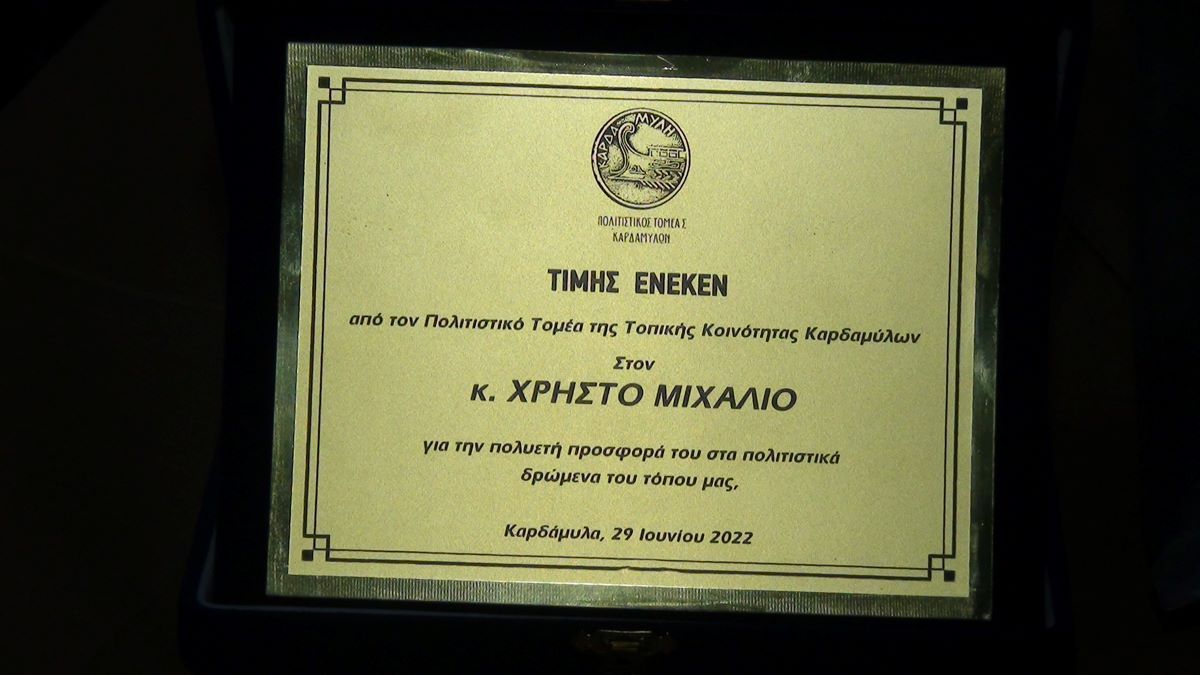 ΚΑΡΔΑΜΥΛΗ
ΠΟΛΙΤΙΣΤΙΚΟΣ ΤΟΜΕΑΣ
ΚΑΡΔΑΜΥΛΩΝ
ΤΙΜΗΣ ΕΝΕΚΕΝ
από τον Πολιτιστικό Τομέα της Τοπικής Κοινότητας Καρδαμύλων
Στον
κ. ΧΡΗΣΤΟ ΜΙΧΑΛΙΟ
για την πολυετή προσφορά του στα πολιτιστικά
δρώμενα του τόπου μας,
Καρδάμυλα, 29 Ιουνίου 2022